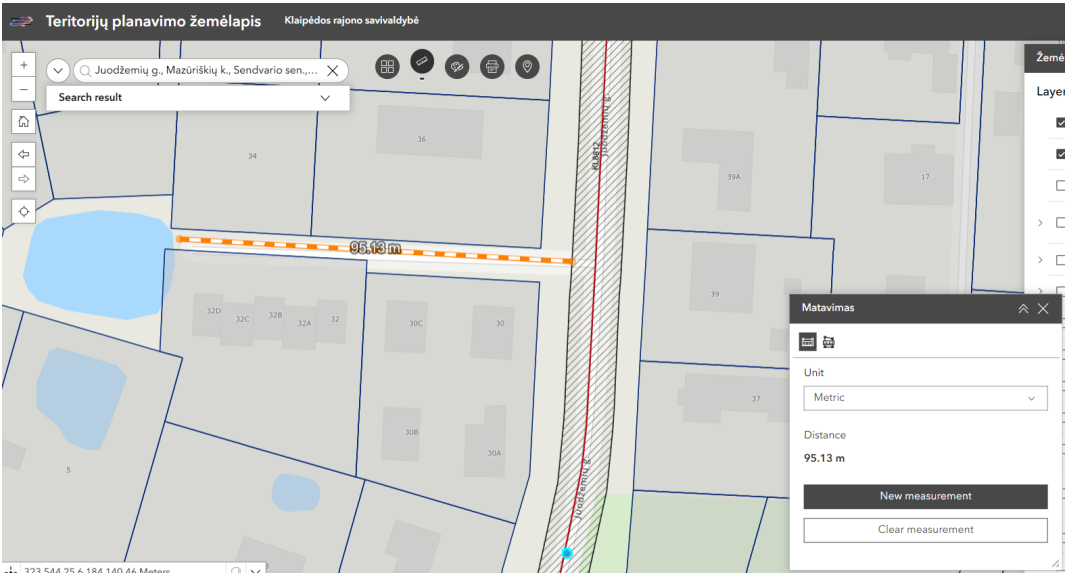 Teritorijų planavimo žemėlapis
Klaipėdos rajono savivaldybė
Juodžemių g., Mazūriškių k., Sendvario sen.,...
Search result
Žemė
Layer
34
36
39A
17
KL8812
Juodžemių g.
95.13 m
32D
32C
32B
32A
32
30C
30
39
37
30B
30A
5
Juodžemių g.
Matavimas
Unit
Metric
Distance
95.13 m
New measurement
Clear measurement
323 544.25 6 184 140.46 Meters